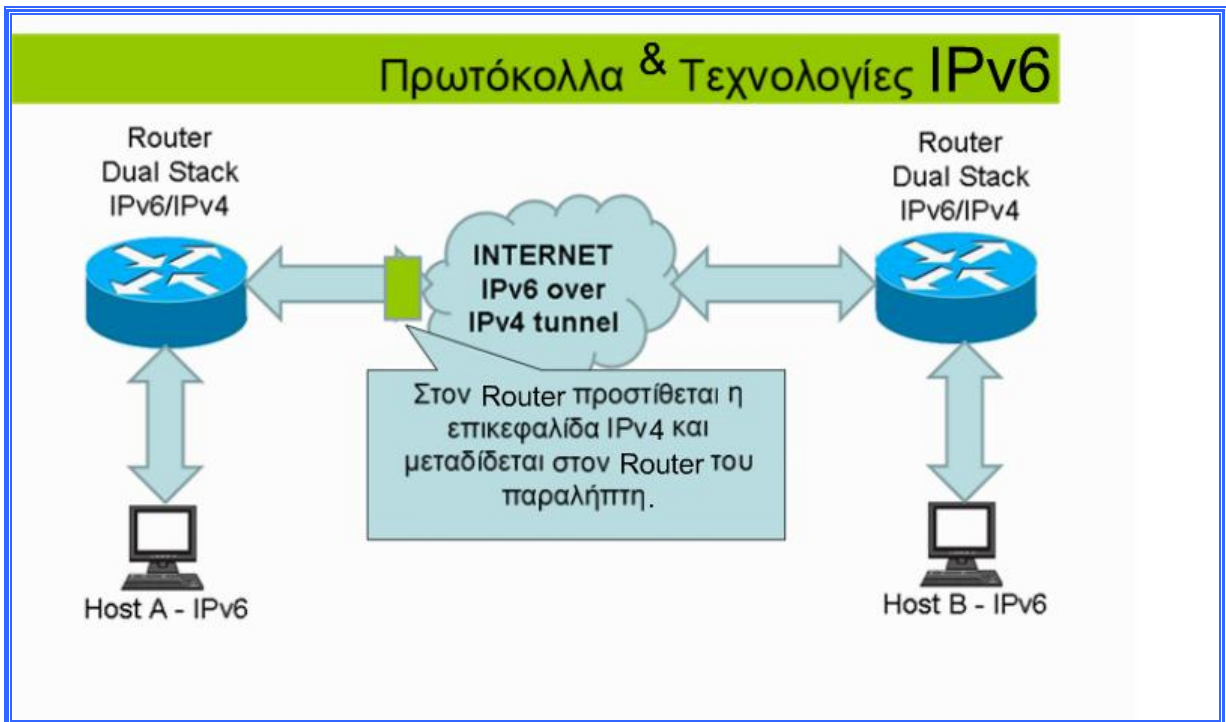 Πρωτόκολλα & Τεχνολογίες IPv6
Router
Dual Stack
IPv6/IPv4
Router
Dual Stack
IPv6/IPv4
INTERNET
IPv6 over
IPv4 tunnel
Στον Router προστίθεται η
επικεφαλίδα IPv4 και
μεταδίδεται στον Router του
παραλήπτη.
Host A - IPv6
Host B - IPv6